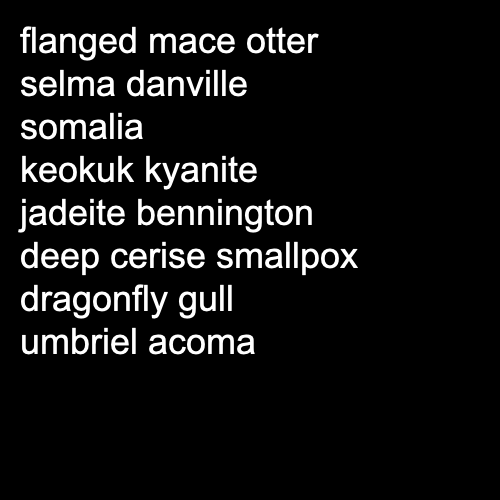 flanged mace otter
selma danville
somalia
keokuk kyanite
jadeite bennington
deep cerise smallpox
dragonfly gull
umbriel acoma